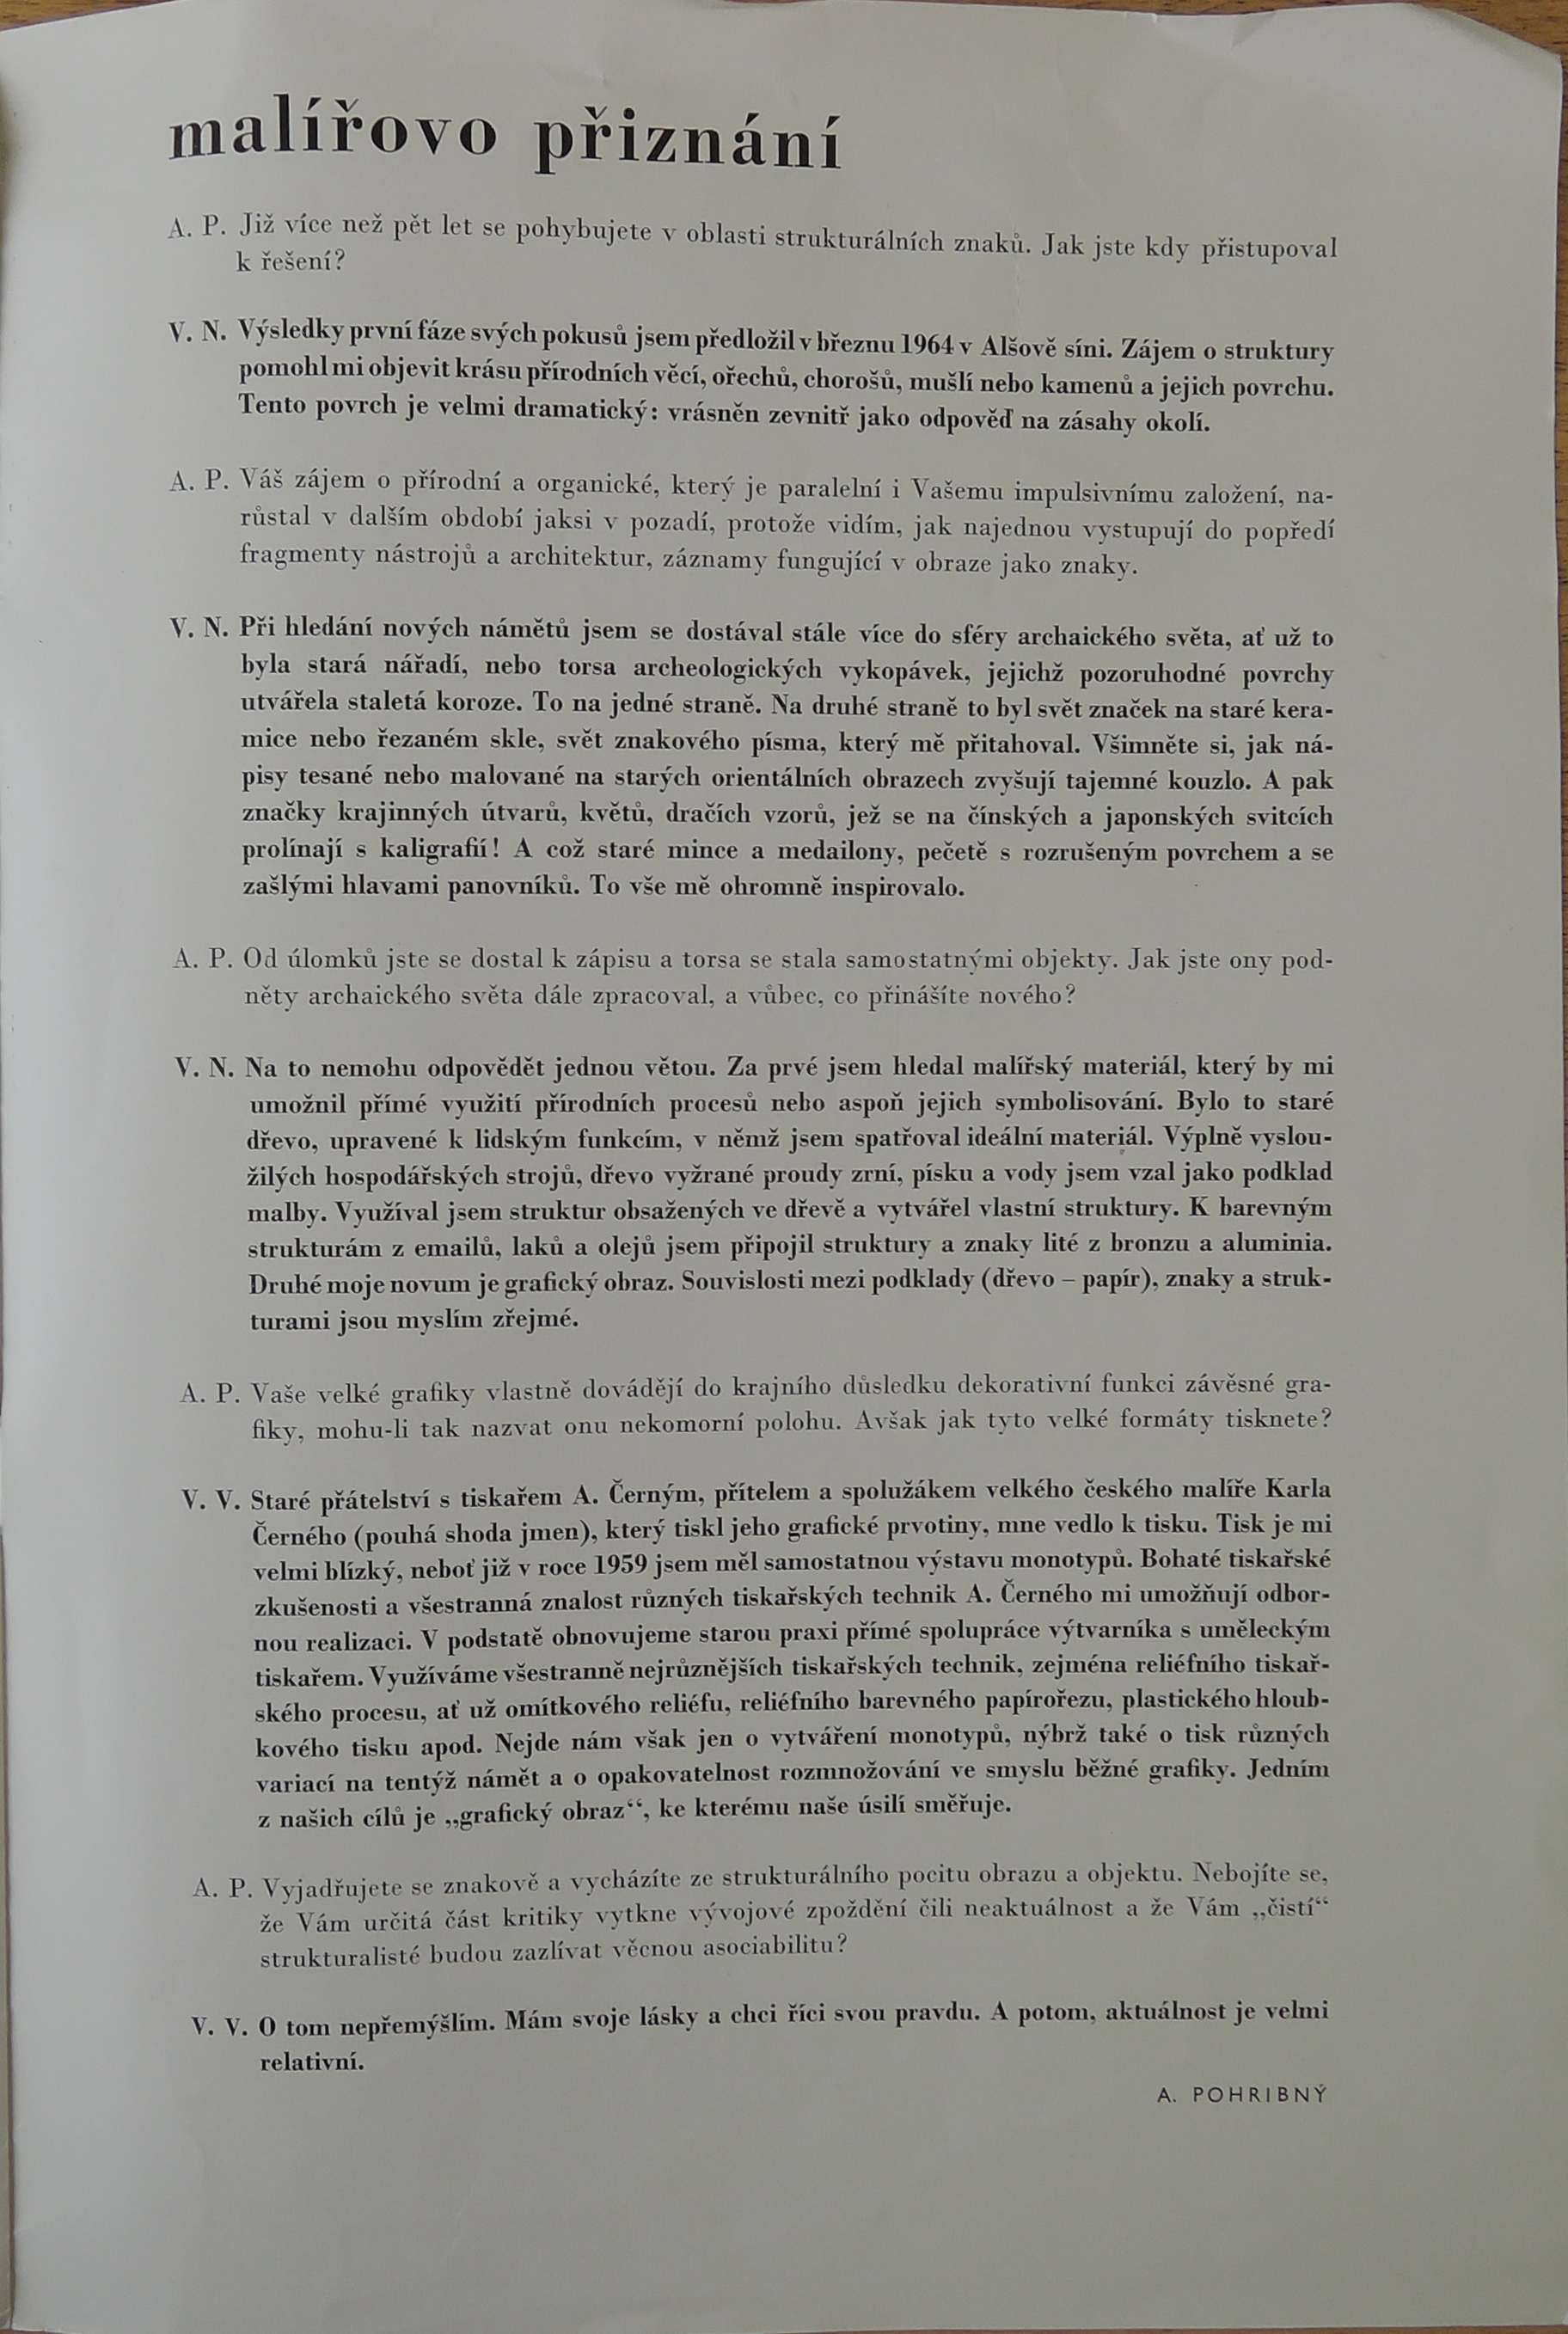 malířovo přiznání
A. P. Již více než pět let se pohybujete v oblasti strukturálních znaků. Jak jste kdy přistupoval
k řešení?
V. N. Výsledky první fáze svých pokusů jsem předložil v březnu 1964 v Alšově síni. Zájem o struktury
pomohl mi objevit krásu přírodních věcí, ořechů, chorošů, mušlí nebo kamenů a jejich povrchu.
Tento povrch je velmi dramatický: vrásněn zevnitř jako odpověď na zásahy okolí.
A. P. Váš zájem o přírodní a organické, který je paralelní i Vašemu impulsivnímu založení, na-
růstal v dalším období jaksi v pozadí, protože vidím, jak najednou vystupují do popředí
fragmenty nástrojů a architektur, záznamy fungující v obraze jako znaky.
V. N. Při hledání nových námětů jsem se dostával stále více do sféry archaického světa, ať už to
byla stará nářadí, nebo torsa archeologických vykopávek, jejichž pozoruhodné povrchy
utvářela staletá koroze. To na jedné straně. Na druhé straně to byl svět značek na staré kera-
mice nebo řezaném skle, svět znakového písma, který mě přitahoval. Všimněte si, jak ná-
pisy tesané nebo malované na starých orientálních obrazech zvyšují tajemné kouzlo. A pak
značky krajinných útvarů, květů, dračích vzorů, jež se na čínských a japonských svitcích
prolínají s kaligrafií! A což staré mince a medailony, pečetě s rozrušeným povrchem a se
zašlými hlavami panovníků. To vše mě ohromně inspirovalo.
A. P. Od úlomků jste se dostal k zápisu a torsa se stala samostatnými objekty. Jak jste ony pod-
něty archaického světa dále zpracoval, a vůbec, co přinášíte nového?
V. N. Na to nemohu odpovědět jednou větou. Za prvé jsem hledal malířský materiál, který by mi
umožnil přímé využití přírodních procesů nebo aspoň jejich symbolisování. Bylo to staré
dřevo, upravené k lidským funkcím, v němž jsem spatřoval ideální materiál. Výplně vyslou-
žilých hospodářských strojů, dřevo vyžrané proudy zrní, písku a vody jsem vzal jako podklad
malby. Využíval jsem struktur obsažených ve dřevě a vytvářel vlastní struktury. K barevným
strukturám z emailů, laků a olejů jsem připojil struktury a znaky lité z bronzu a aluminia.
Druhé moje novum je grafický obraz. Souvislosti mezi podklady (dřevo – papír), znaky a struk-
turami jsou myslím zřejmé.
A. P. Vaše velké grafiky vlastně dovádějí do krajního důsledku dekorativní funkci závěsné gra-
fiky, mohu-li tak nazvat onu nekomorní polohu. Avšak jak tyto velké formáty tisknete?
V. V. Staré přátelství s tiskařem A. Černým, přítelem a spolužákem velkého českého malíře Karla
Černého (pouhá shoda jmen), který tiskl jeho grafické prvotiny, mne vedlo k tisku. Tisk je mi
velmi blízký, neboť již v roce 1959 jsem měl samostatnou výstavu monotypů. Bohaté tiskařské
zkušenosti a všestranná znalost různých tiskařských technik A. Černého mi umožňují odbor-
nou realizaci. V podstatě obnovujeme starou praxi přímé spolupráce výtvarníka s uměleckým
tiskařem. Využíváme všestranně nejrůznějších tiskařských technik, zejména reliéfního tiskař-
ského procesu, ať už omítkového reliéfu, reliéfního barevného papírořezu, plastického hloub-
kového tisku apod. Nejde nám však jen o vytváření monotypů, nýbrž také o tisk různých
variací na tentýž námět a o opakovatelnost rozmnožování ve smyslu běžné grafiky. Jedním
z našich cílů je „grafický obraz“, ke kterému naše úsilí směřuje.
A. P. Vyjadřujete se znakově a vycházíte ze strukturálního pocitu obrazu a objektu. Nebojíte se,
že Vám určitá část kritiky vytkne vývojové zpoždění čili neaktuálnost a že Vám „čistí“
strukturalisté budou zazlívat věcnou asociabilitu?
V. V. O tom nepřemýšlím. Mám svoje lásky a chci říci svou pravdu. A potom, aktuálnost je velmi
relativní.
A. POHRIBNÝ